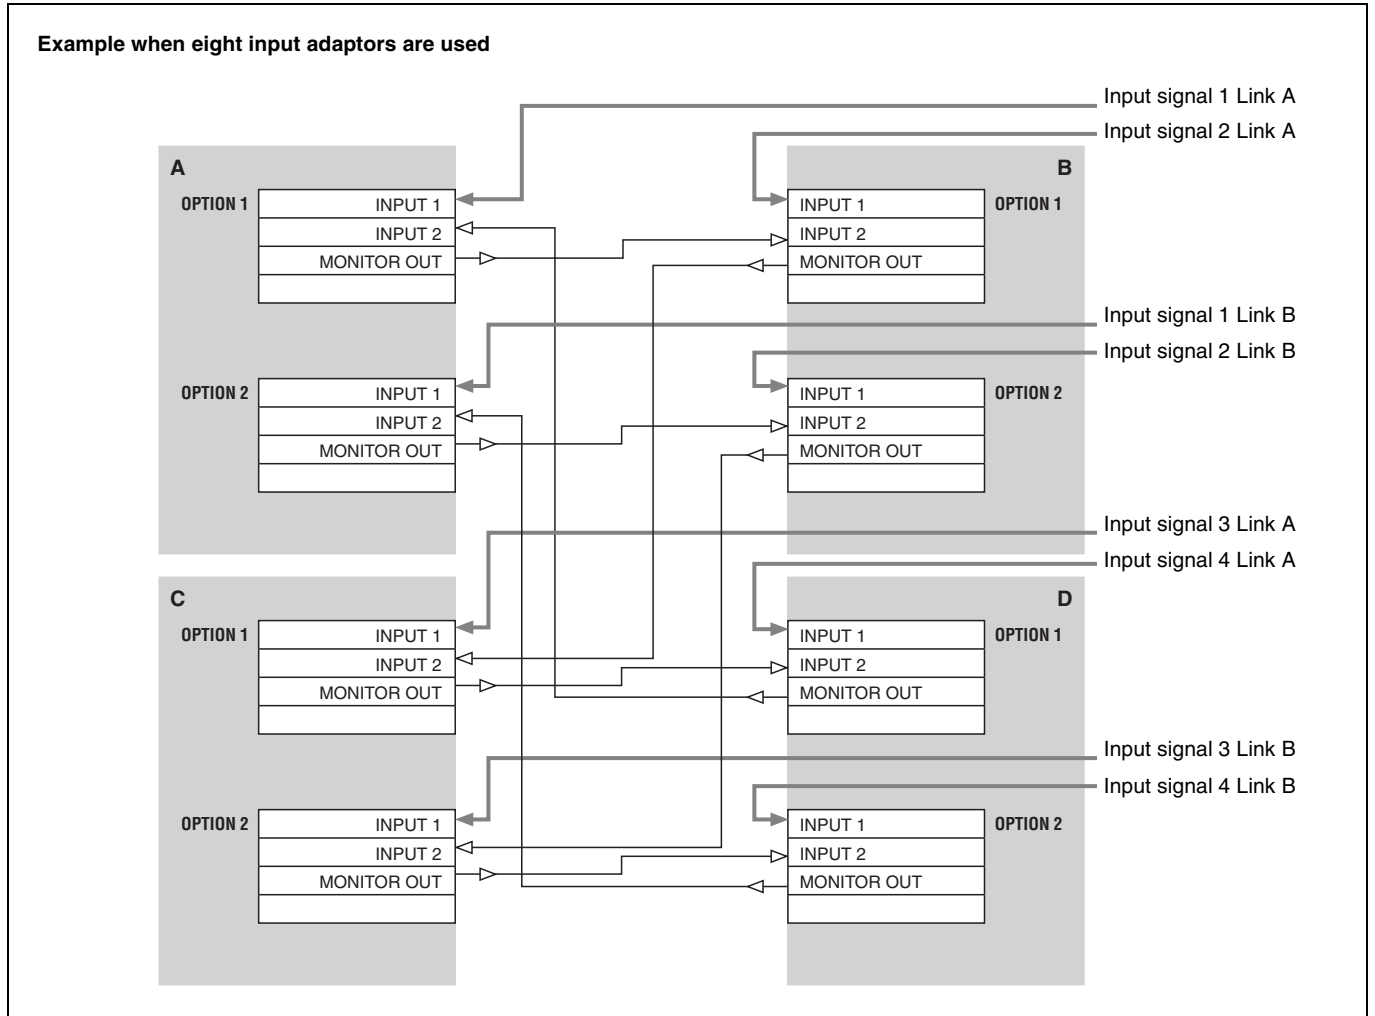 Example when eight input adaptors are used
Input signal 1 Link A
Input signal 2 Link A
A
B
OPTION 1
INPUT 1
INPUT 2
MONITOR OUT
INPUT 1
INPUT 2
MONITOR OUT
OPTION 1
Input signal 1 Link B
Input signal 2 Link B
OPTION 2
INPUT 1
INPUT 2
MONITOR OUT
INPUT 1
INPUT 2
MONITOR OUT
OPTION 2
Input signal 3 Link A
Input signal 4 Link A
C
D
OPTION 1
INPUT 1
INPUT 2
MONITOR OUT
INPUT 1
INPUT 2
MONITOR OUT
OPTION 1
Input signal 3 Link B
Input signal 4 Link B
OPTION 2
INPUT 1
INPUT 2
MONITOR OUT
INPUT 1
INPUT 2
MONITOR OUT
OPTION 2